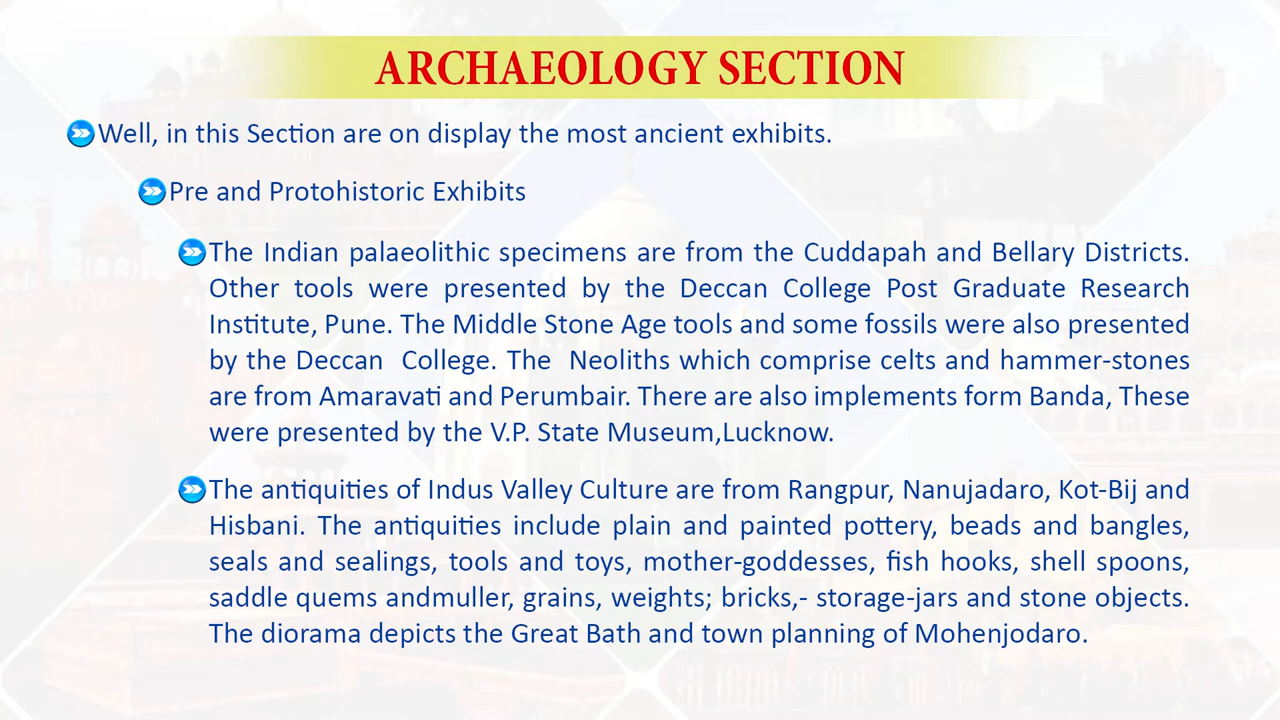 ARCHAEOLOGY SECTION
Well, in this Section are on display the most ancient exhibits.
Pre and Protohistoric Exhibits
The Indian palaeolithic specimens are from the Cuddapah and Bellary Districts.
Other tools were presented by the Deccan College Post Graduate Research
Institute, Pune. The Middle Stone Age tools and some fossils were also presented
by the Deccan College. The Neoliths which comprise celts and hammer-stones
are from Amaravati and Perumbair. There are also implements form Banda, These
were presented by the V.P. State Museum,Lucknow.
The antiquities of Indus Valley Culture are from Rangpur, Nanujadaro, Kot-Bij and
Hisbani. The antiquities include plain and painted pottery, beads and bangles,
seals and sealings, tools and toys, mother-goddesses, fish hooks, shell spoons,
saddle quems andmuller, grains, weights; bricks,- storage-jars and stone objects.
The diorama depicts the Great Bath and town planning of Mohenjodaro.